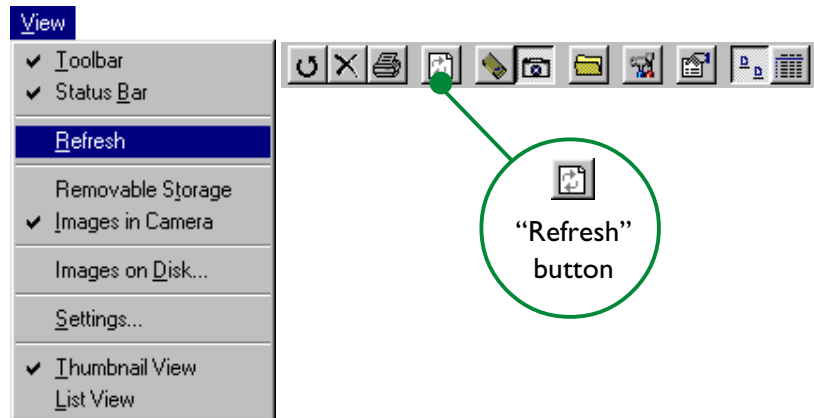 View
✔ Toolbar
✔ Status Bar
Refresh
Removable Storage
✔ Images in Camera
Images on Disk...
Settings...
✔ Thumbnail View
List View
“Refresh”
button